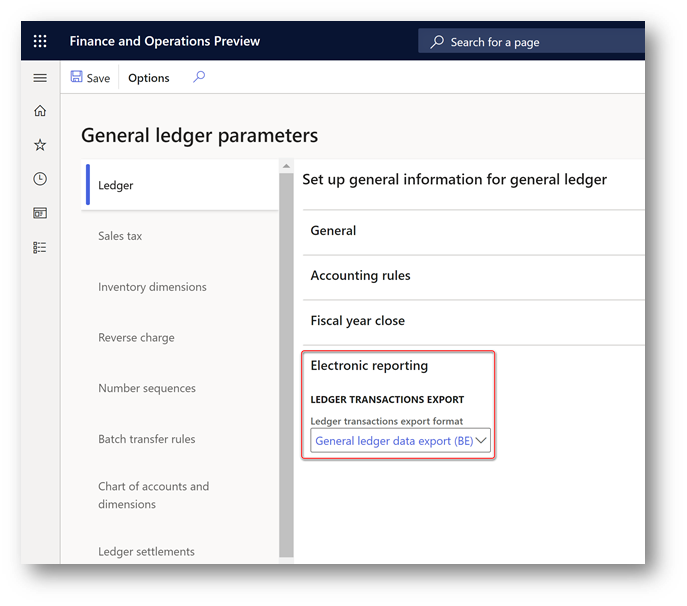 Finance and Operations Preview
Search for a page
Save
Options
General ledger parameters
Ledger
Sales tax
Inventory dimensions
Reverse charge
Number sequences
Batch transfer rules
Chart of accounts and
dimensions
Ledger settlements
Set up general information for general ledger
General
Accounting rules
Fiscal year close
Electronic reporting
LEDGER TRANSACTIONS EXPORT
Ledger transactions export format
General ledger data export (BE)